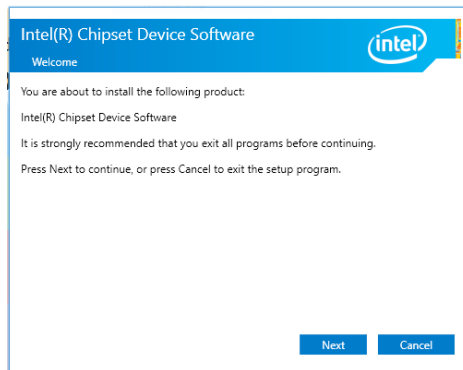 Intel(R) Chipset Device Software
intel
Welcome
You are about to install the following product:
Intel(R) Chipset Device Software
It is strongly recommended that you exit all programs before continuing.
Press Next to continue, or press Cancel to exit the setup program.
Next
Cancel